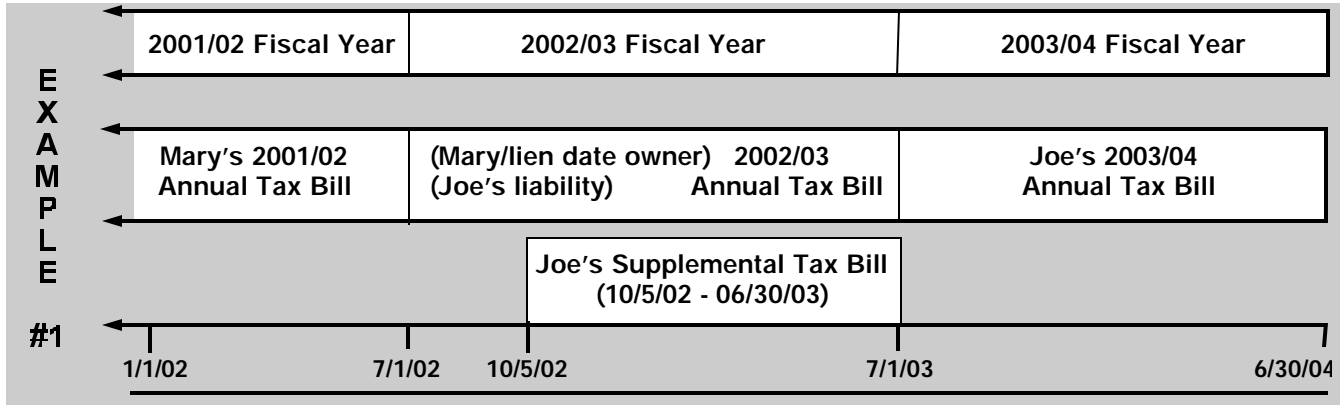 EXAMPLE #1
2001/02 Fiscal Year
2002/03 Fiscal Year
2003/04 Fiscal Year
Mary's 2001/02
Annual Tax Bill
(Mary/lien date owner) 2002/03
(Joe's liability) Annual Tax Bill
Joe's 2003/04
Annual Tax Bill
Joe's Supplemental Tax Bill
(10/5/02 - 06/30/03)
1/1/02
7/1/02
10/5/02
7/1/03
6/30/04